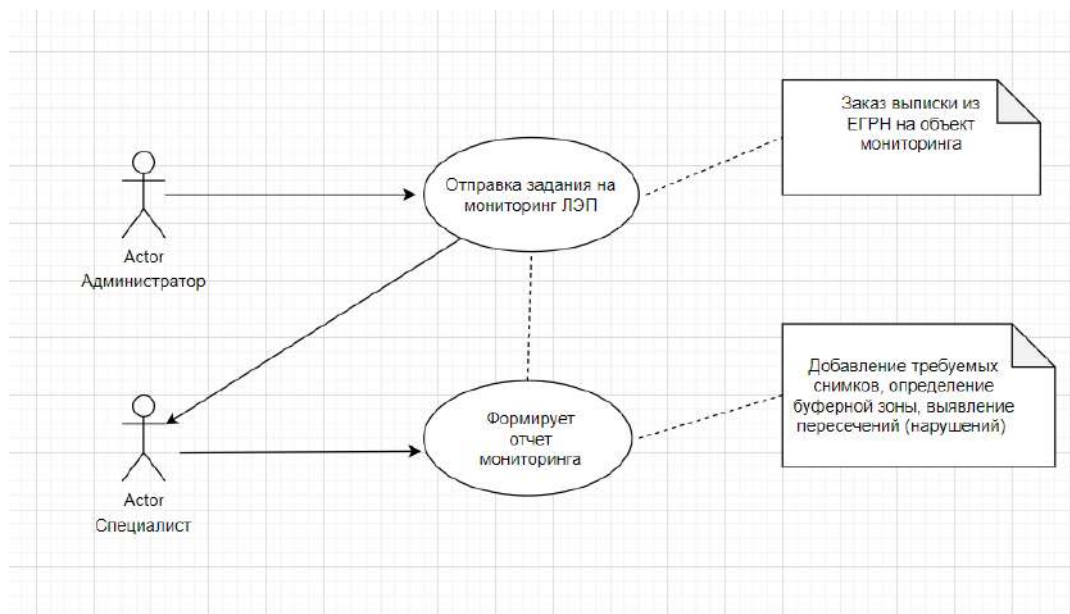 Заказ выписки из
ЕГРН на объект
мониторинга
Отправка задания на
мониторинг ЛЭП
Actor
Администратор
Добавление требуемых
снимков, определение
буферной зоны, выявление
пересечений (нарушений)
Формирует
отчет
мониторинга
Actor
Специалист